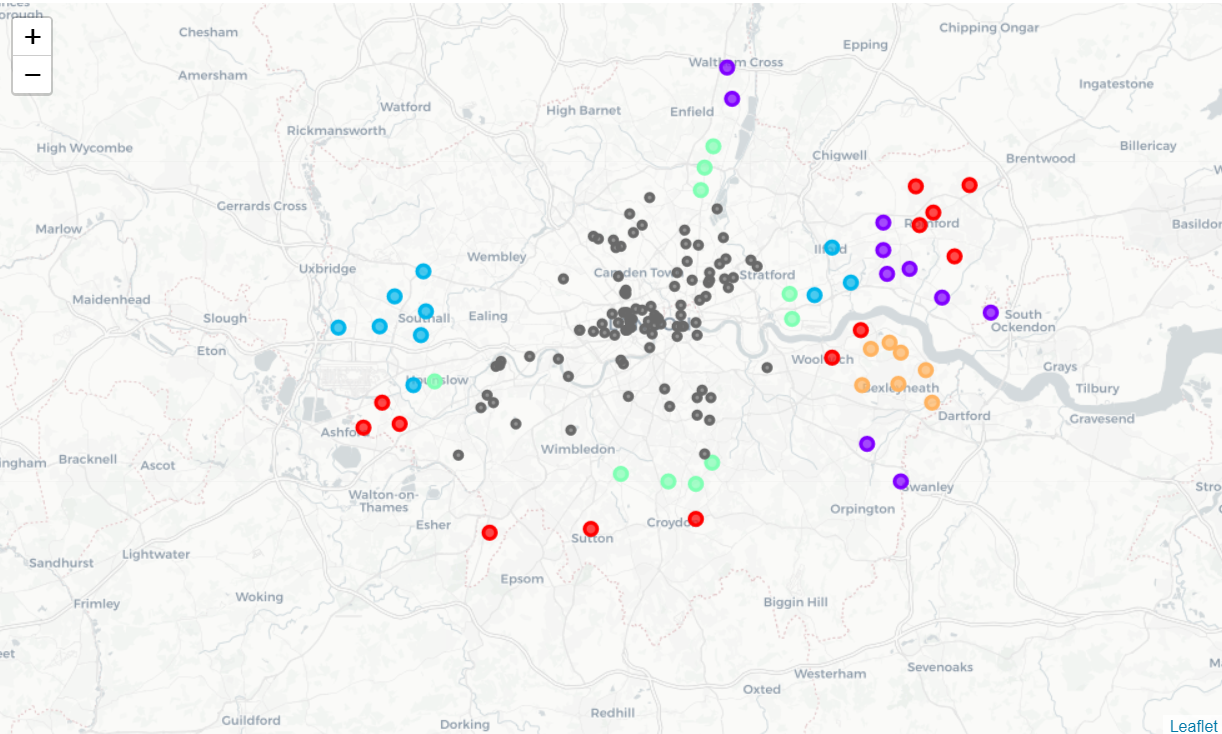 +
−
Chesham
Chipping Ongar
Epping
Waltham Cross
Amersham
Ingatestone
Watford
High Barnet
Enfield
Rickmansworth
High Wycombe
Billericay
Chigwell
Brentwood
Gerrards Cross
Marlow
Romford
Basildon
Wembley
Uxbridge
Camden Town
Stratford
Maidenhead
Slough
Southall
Ealing
South
Ockendon
Eton
Woolwich
Grays
Hounslow
Bexleyheath
Tilbury
Dartford
Gravesend
Ashford
Wimbledon
Bracknell
Ascot
Swanley
Walton-on-
Thames
Orpington
Esher
Croydon
Sutton
Lightwater
Sandhurst
Epsom
Woking
Frimley
Biggin Hill
Sevenoaks
Westerham
Oxted
Redhill
Guildford
Dorking
Leaflet